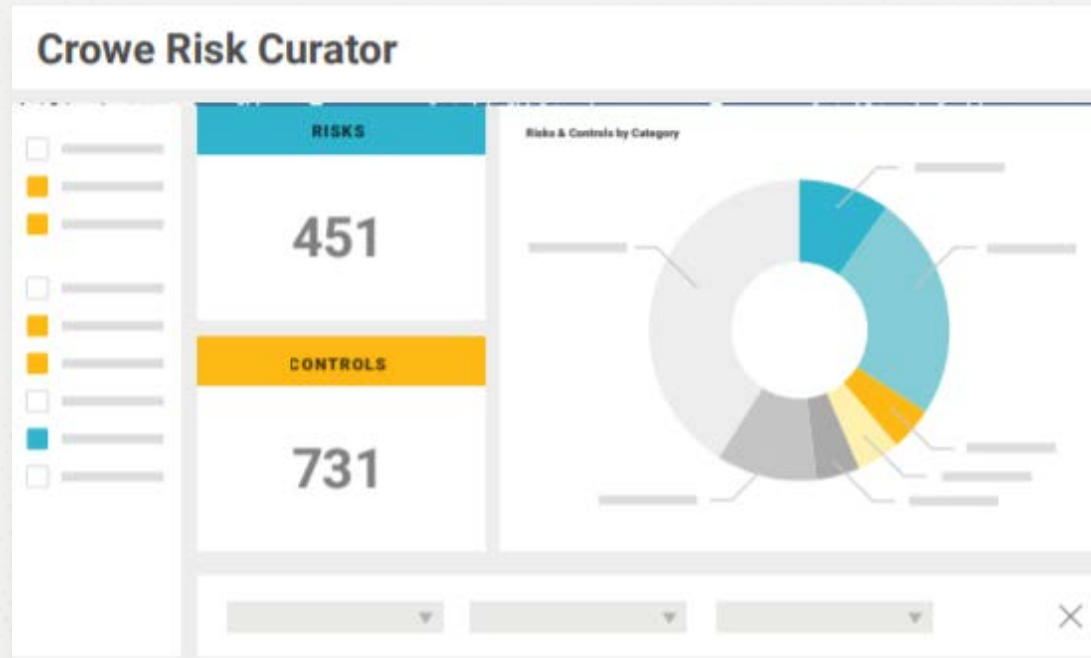 Crowe Risk Curator
RISKS
451
CONTROLS
731
Risks & Controls by Category